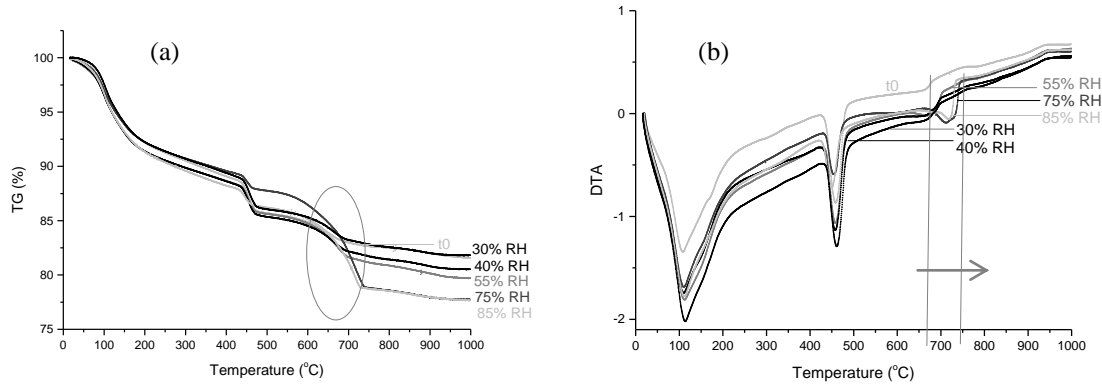 (a)
TG (%)
100
95
90
85
80
75
0 100 200 300 400 500 600 700 800 900 1000
Temperature (°C)
t0
30% RH
40% RH
55% RH
75% RH
85% RH
(b)
DTA
1
0
-1
-2
0 100 200 300 400 500 600 700 800 900 1000
Temperature (°C)
t0
55% RH
75% RH
85% RH
30% RH
40% RH